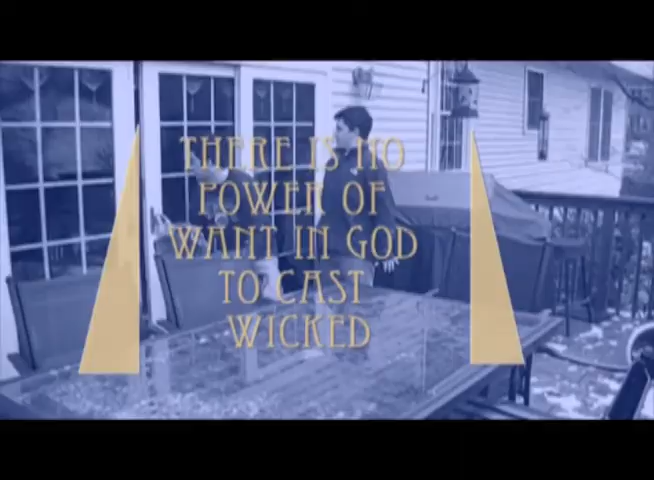 THERE IS NO
POWER OF
WANT IN GOD
TO CAST
WICKED